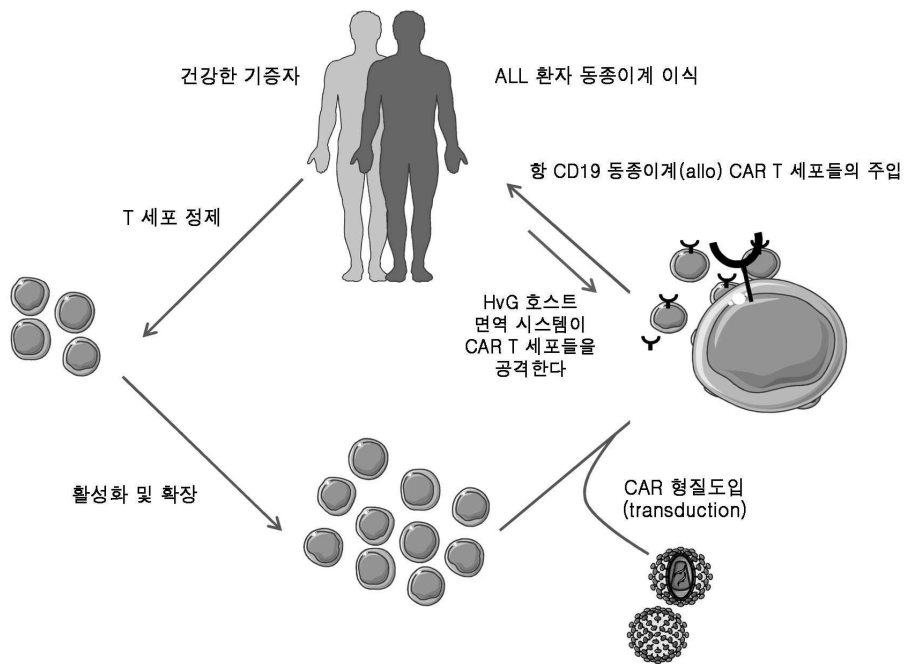 건강한 기증자
ALL 환자 동종이계 이식
항 CD19 동종이계(allo) CAR T 세포들의 주입
T 세포 정제
HvG 호스트
면역 시스템이
CAR T 세포들을
공격한다
활성화 및 확장
CAR 형질도입
(transduction)